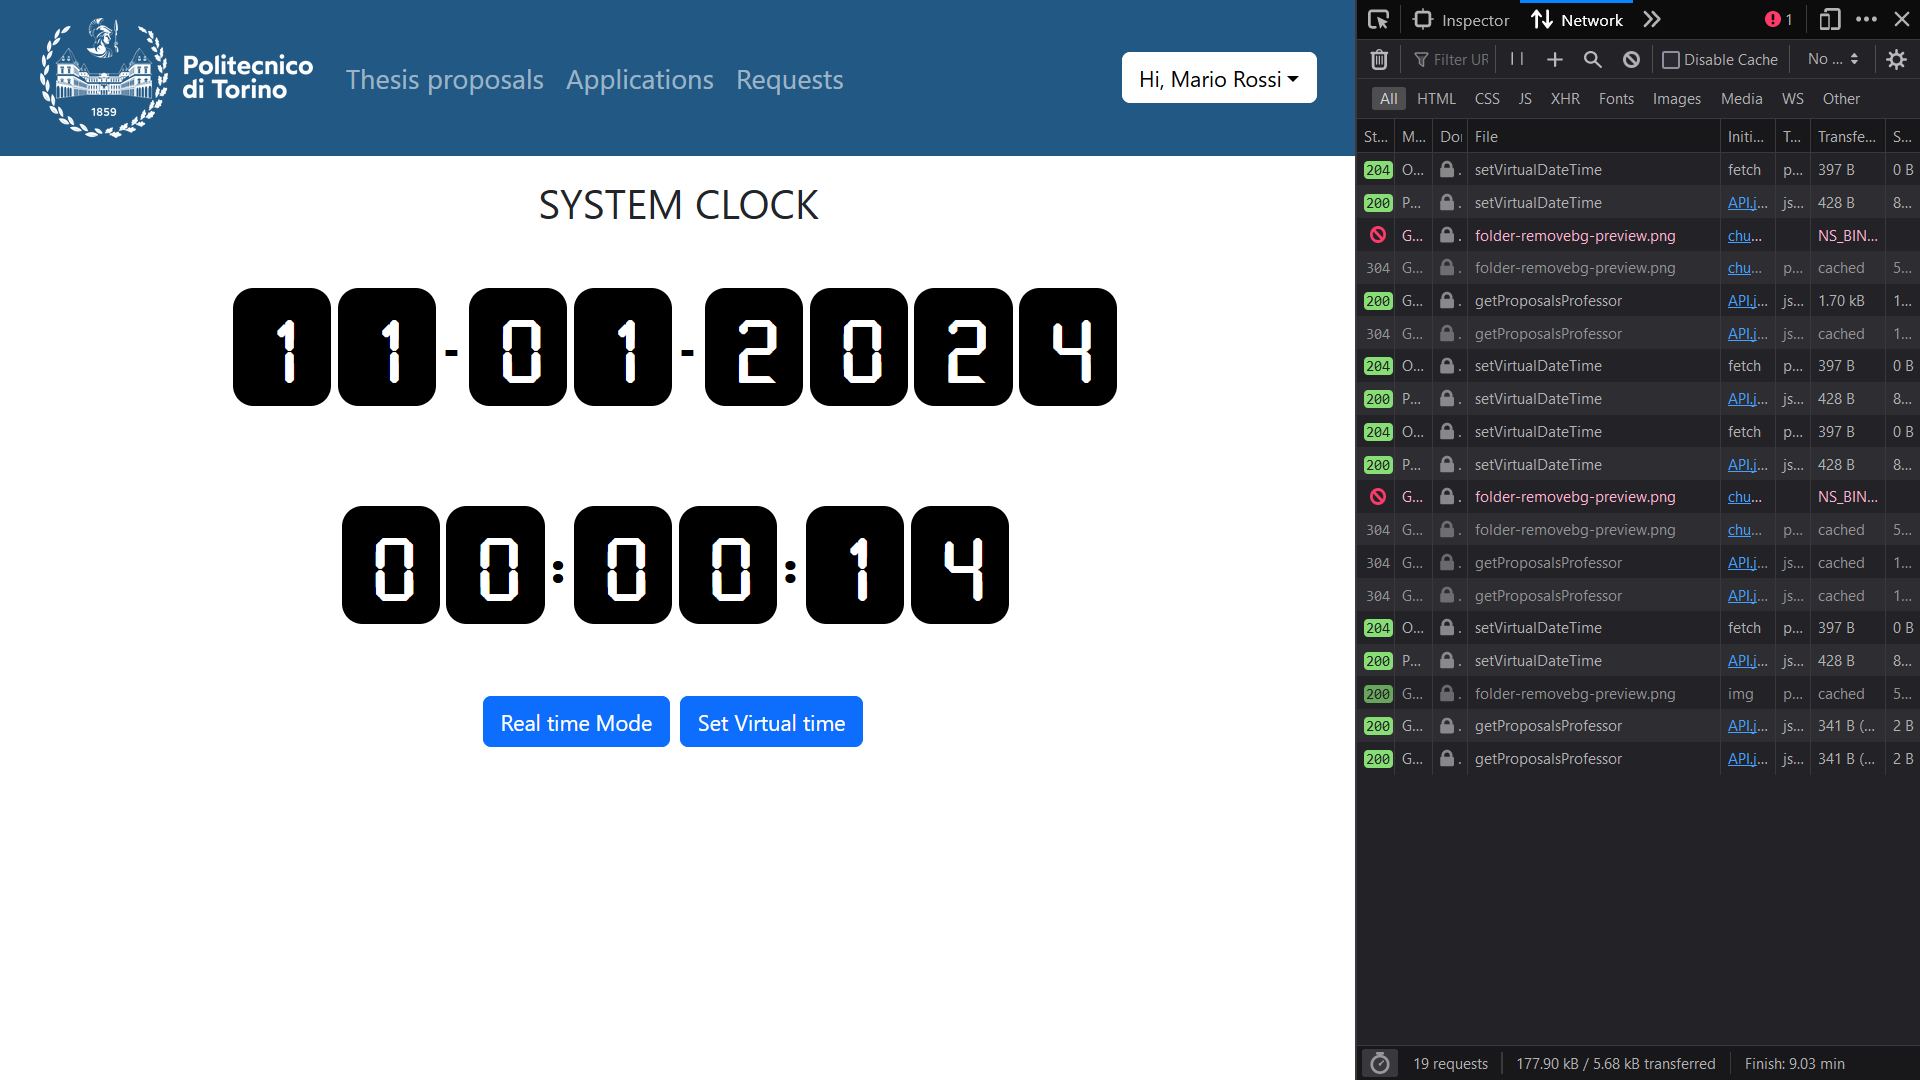 1859
Politecnico
di Torino
Thesis proposals Applications Requests
Hi, Mario Rossi
SYSTEM CLOCK
11-01-2024
00:00:14
Real time Mode Set Virtual time
Inspector Network 1
Filter UR Disable Cache No ...
All HTML CSS JS XHR Fonts Images Media WS Other
St... M... Do File Initi... T... Transfe... S...
204 O... . setVirtualDateTime fetch p... 397 B 0 B
200 P... . setVirtualDateTime API.j... js... 428 B 8...
G... . folder-removebg-preview.png chu... NS_BIN...
304 G... . folder-removebg-preview.png chu... p... cached 5...
200 G... . getProposalsProfessor API.j... js... 1.70 kB 1...
304 G... . getProposalsProfessor API.j... js... cached 1...
204 O... . setVirtualDateTime fetch p... 397 B 0 B
200 P... . setVirtualDateTime API.j... js... 428 B 8...
204 O... . setVirtualDateTime fetch p... 397 B 0 B
200 P... . setVirtualDateTime API.j... js... 428 B 8...
G... . folder-removebg-preview.png chu... NS_BIN...
304 G... . folder-removebg-preview.png chu... p... cached 5...
304 G... . getProposalsProfessor API.j... js... cached 1...
304 G... . getProposalsProfessor API.j... js... cached 1...
204 O... . setVirtualDateTime fetch p... 397 B 0 B
200 P... . setVirtualDateTime API.j... js... 428 B 8...
200 G... . folder-removebg-preview.png img p... cached 5...
200 G... . getProposalsProfessor API.j... js... 341 B (... 2 B
200 G... . getProposalsProfessor API.j... js... 341 B (... 2 B
19 requests 177.90 kB / 5.68 kB transferred Finish: 9.03 min